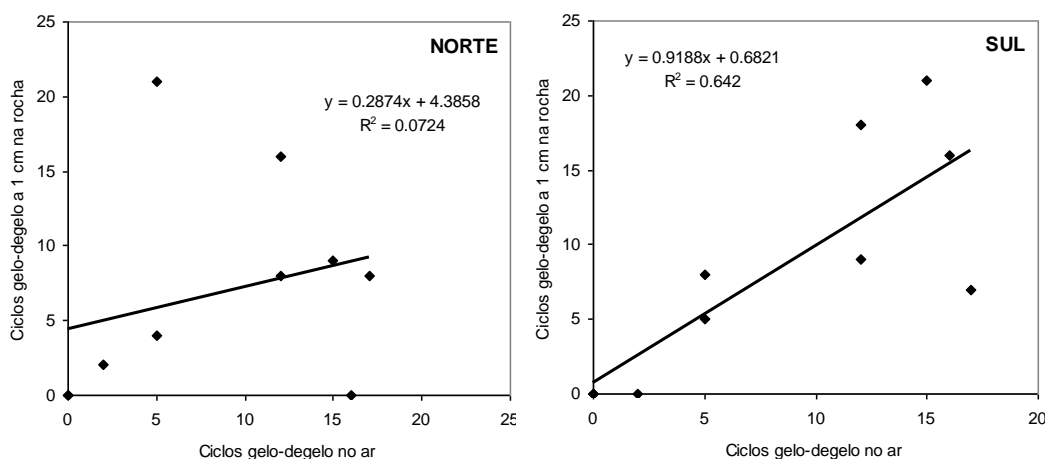 NORTE
y = 0.2874x + 4.3858
R² = 0.0724
Ciclos gelo-degelo a 1 cm na rocha
25
20
15
10
5
0
0 5 10 15 20 25
Ciclos gelo-degelo no ar
SUL
y = 0.9188x + 0.6821
R² = 0.642
Ciclos gelo-degelo a 1 cm na rocha
25
20
15
10
5
0
0 5 10 15 20
Ciclos gelo-degelo no ar